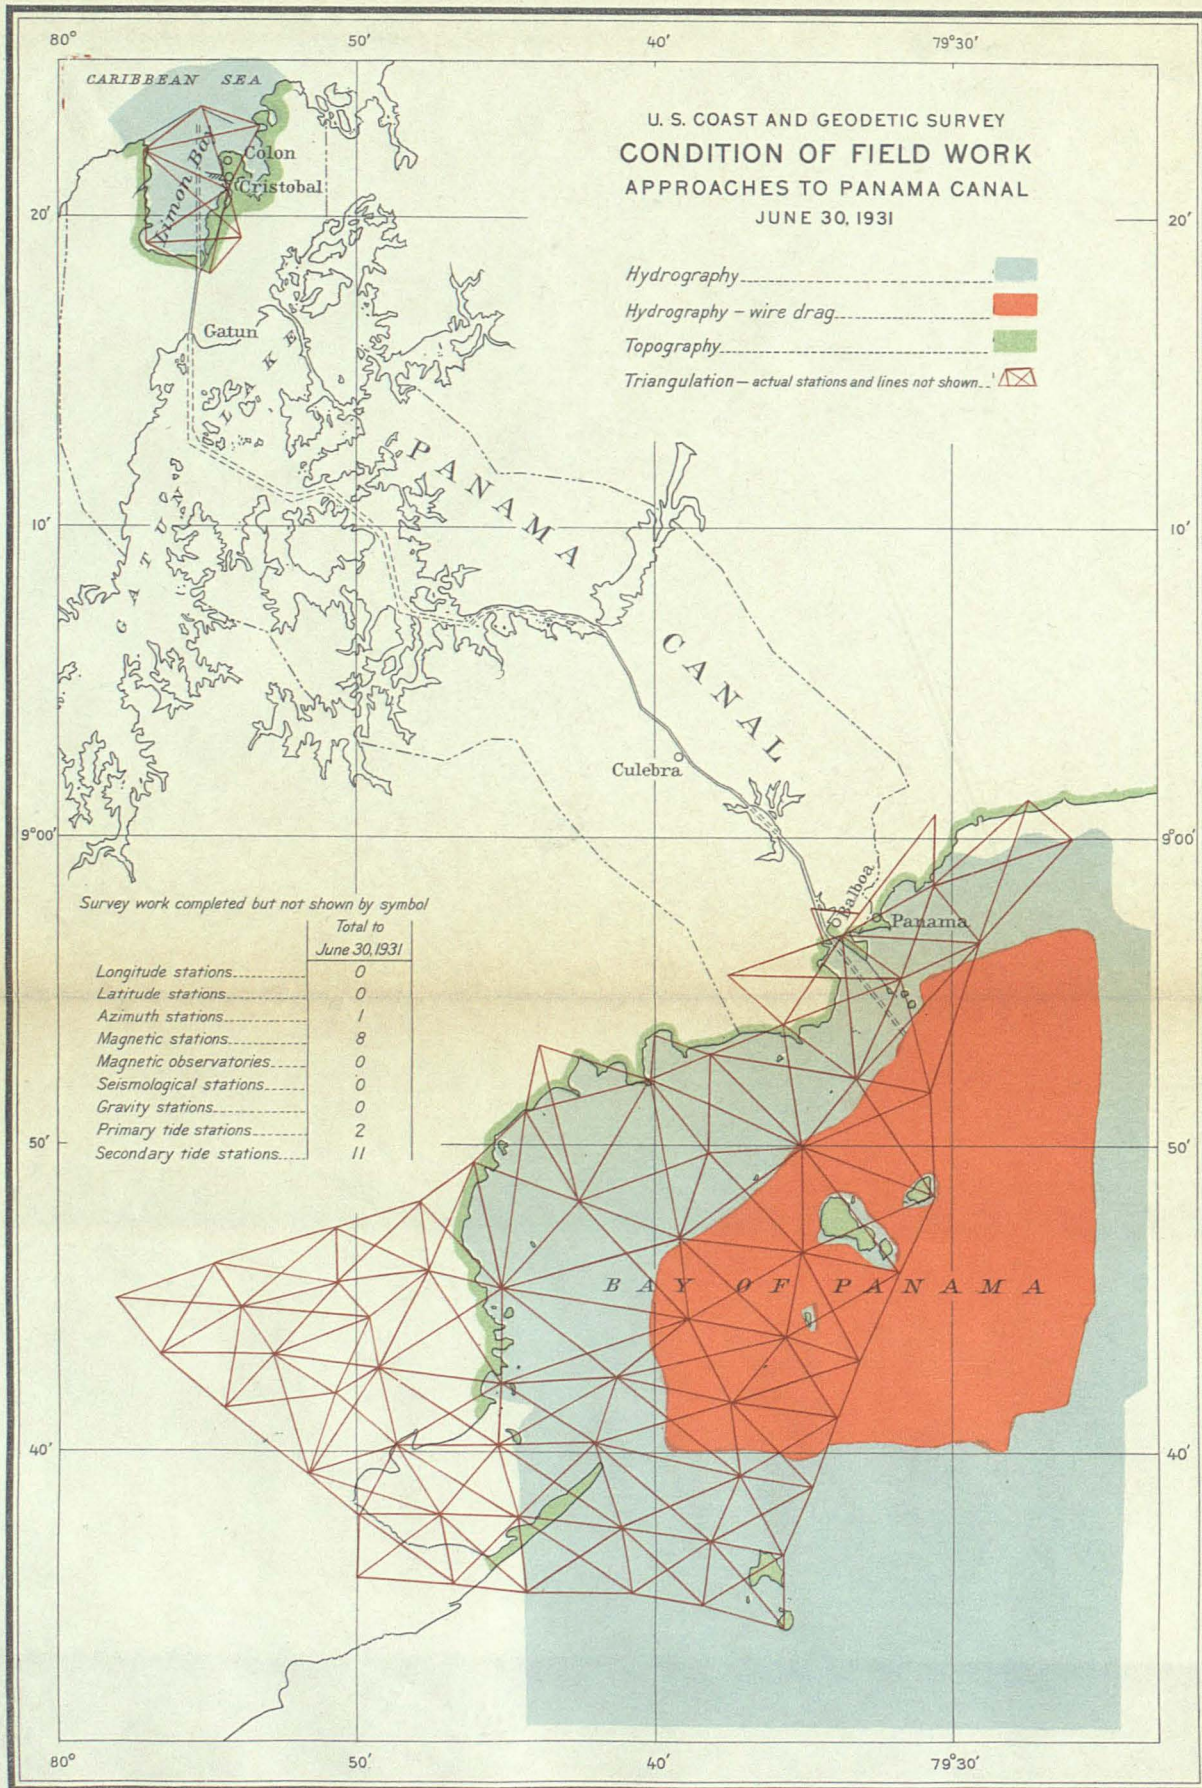 80°
50′
40′
79°30′
CARIBBEAN SEA
U. S. COAST AND GEODETIC SURVEY
CONDITION OF FIELD WORK
APPROACHES TO PANAMA CANAL
JUNE 30, 1931
Limon Bay
Colon
Cristobal
20′
20′
Hydrography
Hydrography – wire drag
Topography
Triangulation — actual stations and lines not shown
Gatun
GATUN LAKE
PANAMA CANAL
10′
10′
Culebra
9°00′
9°00′
Balboa
Panama
Survey work completed but not shown by symbol
Total to
June 30, 1931
Longitude stations 0
Latitude stations 0
Azimuth stations 1
Magnetic stations 8
Magnetic observatories 0
Seismological stations 0
Gravity stations 0
Primary tide stations 2
Secondary tide stations 11
50′
50′
BAY OF PANAMA
40′
40′
80°
50′
40′
79°30′